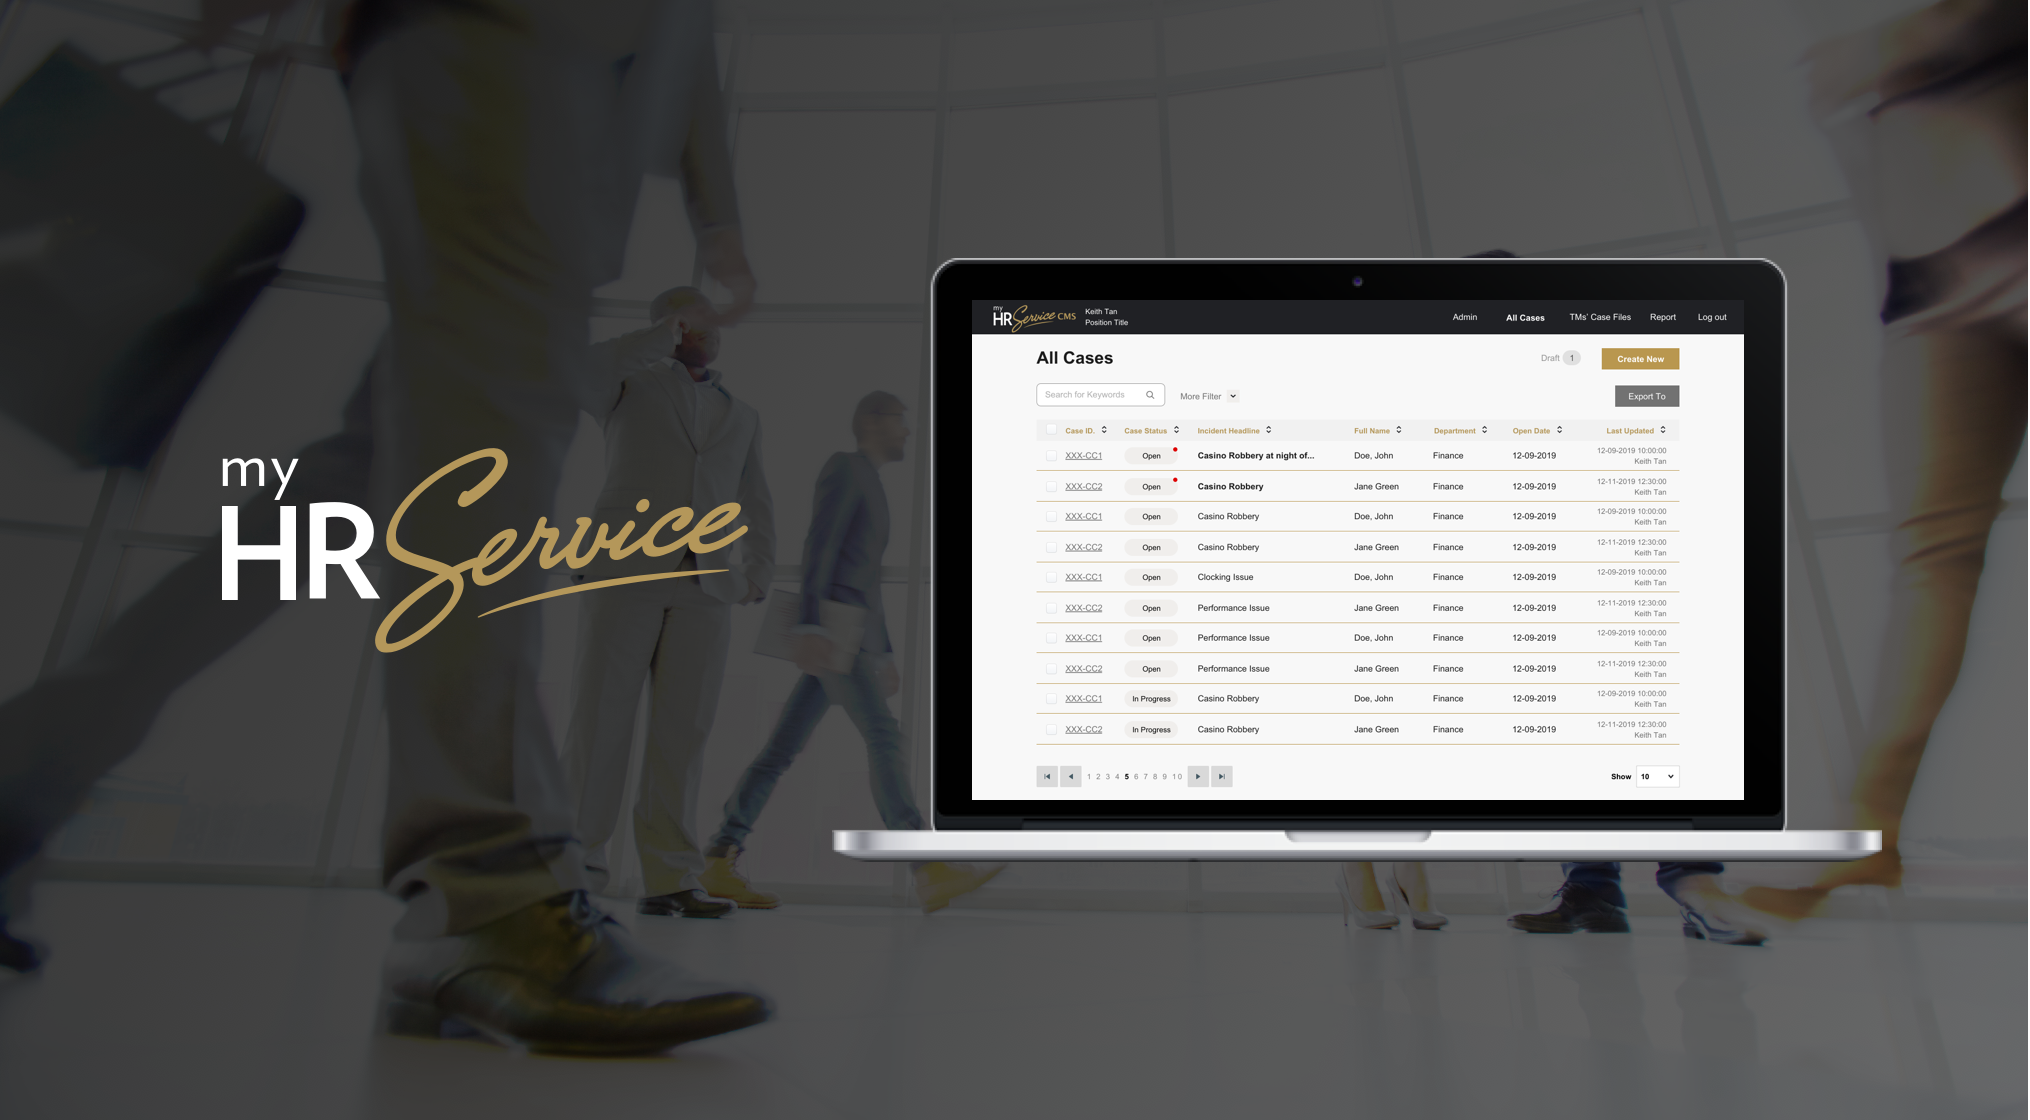 my
HR Service
my
HR Service CMS
Keith Tan
Position Title
Admin
All Cases
TMs' Case Files
Report
Log out
All Cases
Draft 1
Create New
Search for Keywords
More Filter
Export To
Case ID. Case Status Incident Headline Full Name Department Open Date Last Updated
XXX-CC1 Open Casino Robbery at night of... Doe, John Finance 12-09-2019 12-09-2019 10:00:00
Keith Tan
XXX-CC2 Open Casino Robbery Jane Green Finance 12-09-2019 12-11-2019 12:30:00
Keith Tan
XXX-CC1 Open Casino Robbery Doe, John Finance 12-09-2019 12-09-2019 10:00:00
Keith Tan
XXX-CC2 Open Casino Robbery Jane Green Finance 12-09-2019 12-11-2019 12:30:00
Keith Tan
XXX-CC1 Open Clocking Issue Doe, John Finance 12-09-2019 12-09-2019 10:00:00
Keith Tan
XXX-CC2 Open Performance Issue Jane Green Finance 12-09-2019 12-11-2019 12:30:00
Keith Tan
XXX-CC1 Open Performance Issue Doe, John Finance 12-09-2019 12-09-2019 10:00:00
Keith Tan
XXX-CC2 Open Performance Issue Jane Green Finance 12-09-2019 12-11-2019 12:30:00
Keith Tan
XXX-CC1 In Progress Casino Robbery Doe, John Finance 12-09-2019 12-09-2019 10:00:00
Keith Tan
XXX-CC2 In Progress Casino Robbery Jane Green Finance 12-09-2019 12-11-2019 12:30:00
Keith Tan
1 2 3 4 5 6 7 8 9 10
Show 10